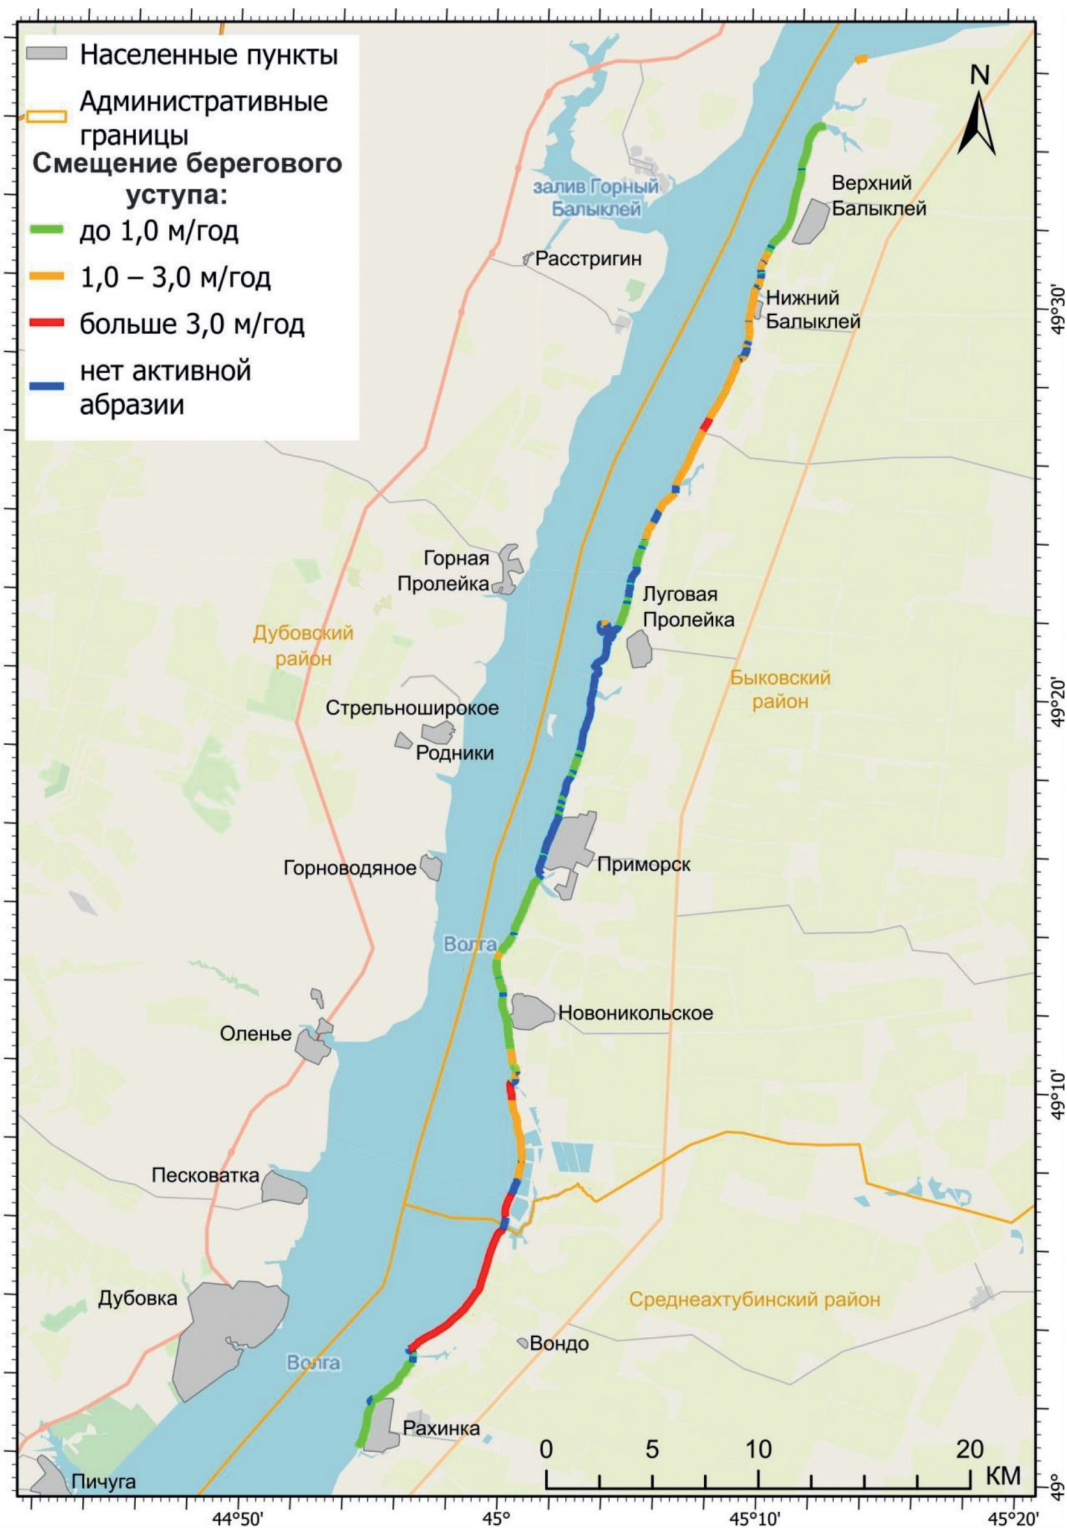 Населенные пункты
Административные
границы
Смещение берегового
уступа:
до 1,0 м/год
1,0 – 3,0 м/год
больше 3,0 м/год
нет активной
абразии
N
залив Горный
Балыклей
Верхний
Балыклей
Расстригин
Нижний
Балыклей
49°30'
Горная
Пролейка
Луговая
Пролейка
Дубовский
район
Быковский
район
49°20'
Стрельноширокое
Родники
Горноводяное
Приморск
Волга
Новоникольское
Оленье
49°10'
Песковатка
Дубовка
Среднеахтубинский район
Вондо
Волга
Рахинка
Пичуга
0 5 10 20
КМ
49°
44°50' 45° 45°10' 45°20'